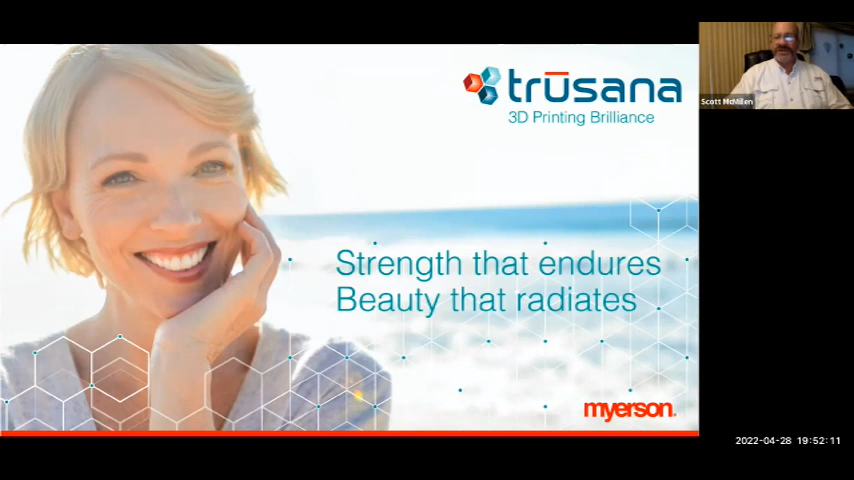 trūsana
3D Printing Brilliance
Scott McMillen
Strength that endures
Beauty that radiates
myerson.
2022-04-28 19:52:11